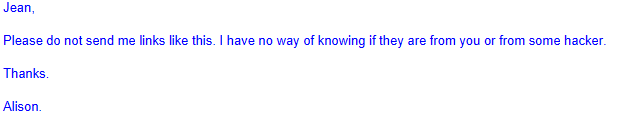 Jean,
Please do not send me links like this. I have no way of knowing if they are from you or from some hacker.
Thanks.
Alison.